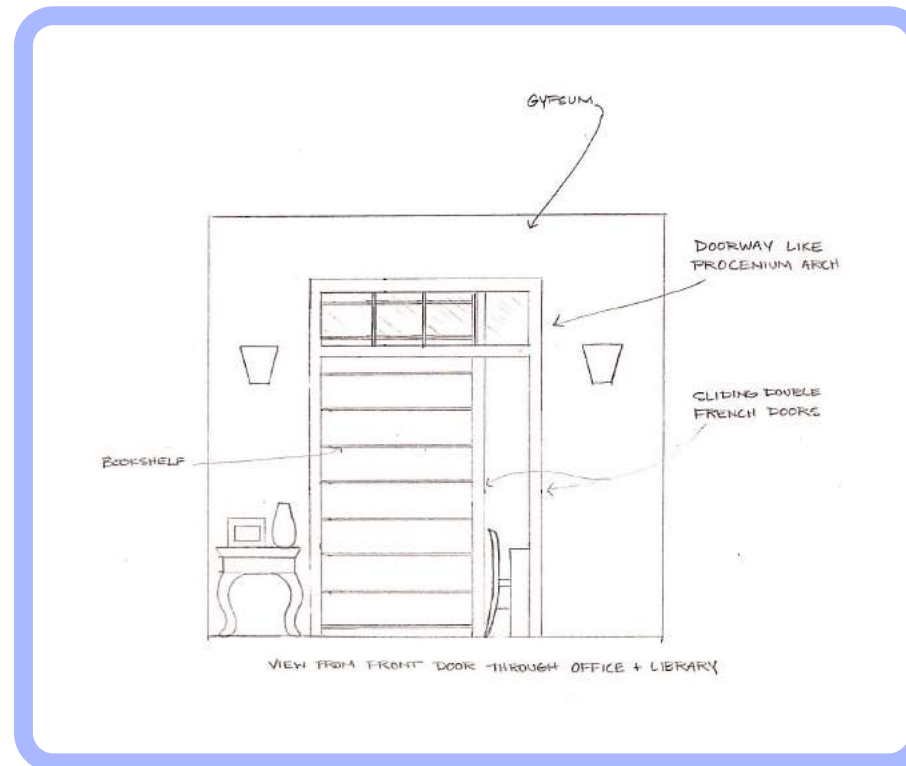 GYPSUM
DOORWAY LIKE
PROCENIUM ARCH
SLIDING DOUBLE
FRENCH DOORS
BOOKSHELF
VIEW FROM FRONT DOOR THROUGH OFFICE + LIBRARY